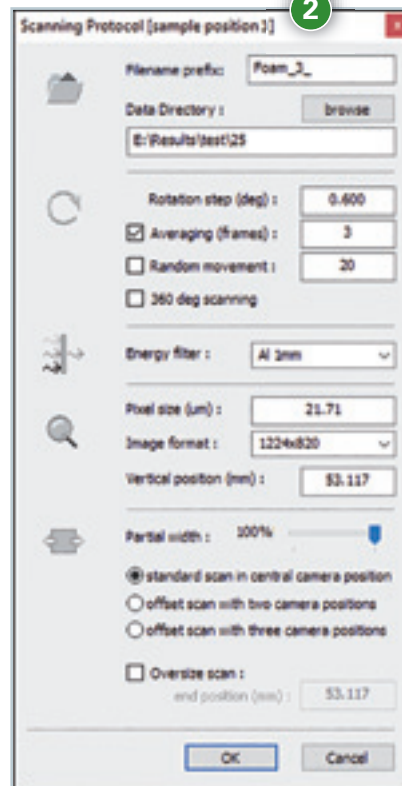 2
Scanning Protocol [sample position 3]
Filename prefix: Foam_3_
Data Directory : browse
E:\Results\test\25
Rotation step (deg) : 0.600
Averaging (frames) : 3
Random movement : 20
360 deg scanning
Energy filter : Al 1mm
Pixel size (um) : 21.71
Image format : 1224x820
Vertical position (mm) : 53.117
Partial width : 100%
standard scan in central camera position
offset scan with two camera positions
offset scan with three camera positions
Oversize scan :
end position (mm) : 53.117
OK Cancel